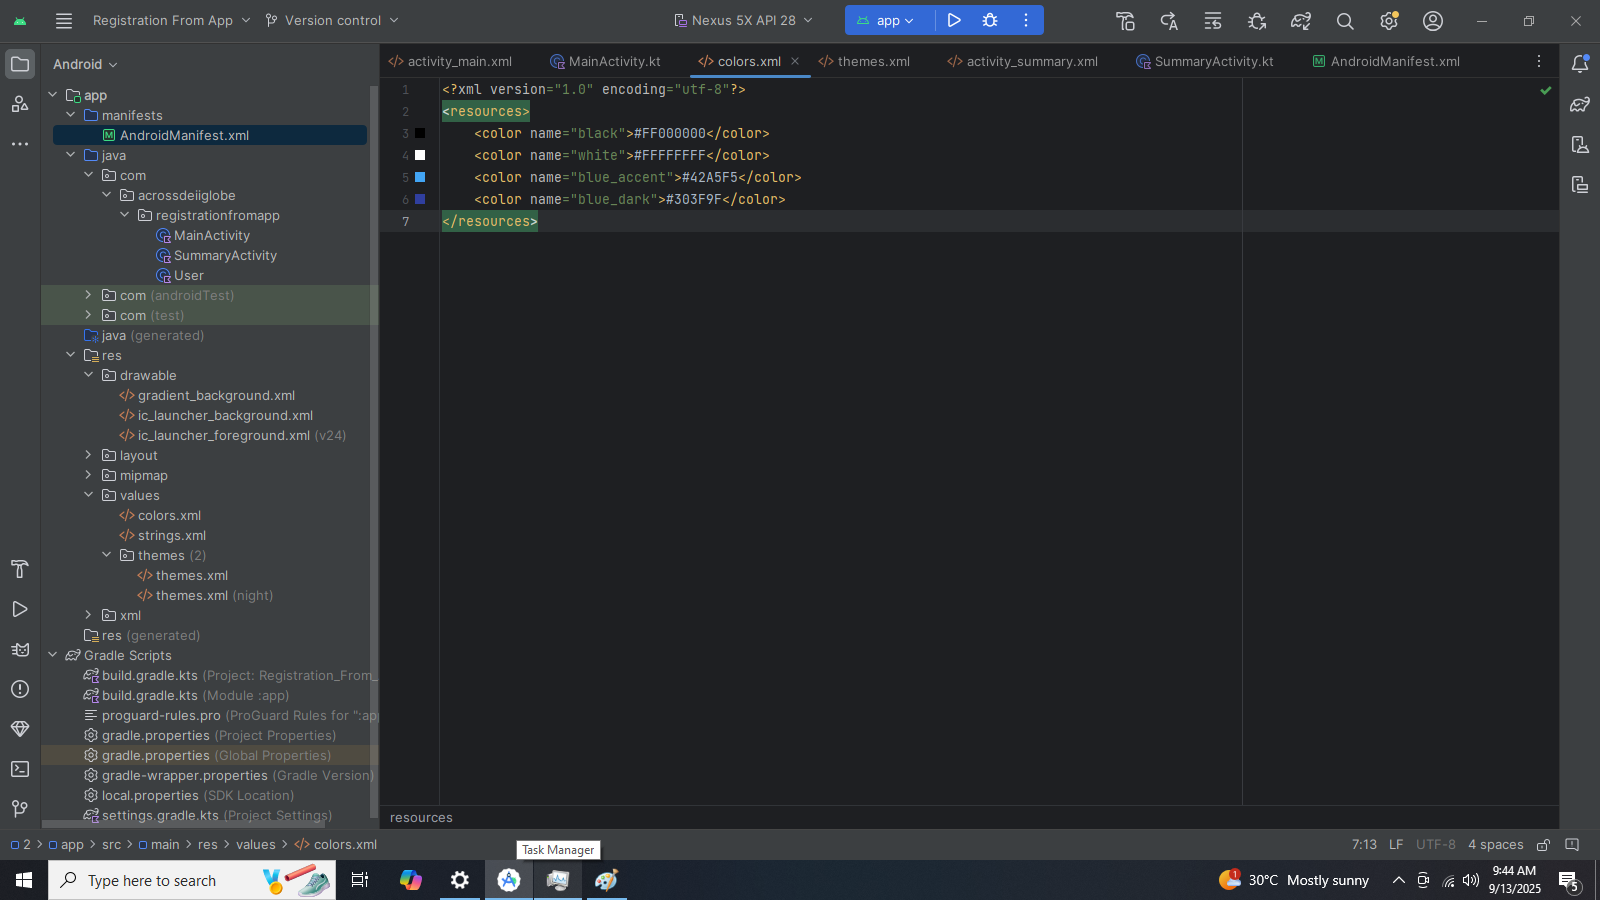 Registration From App
Version control
Nexus 5X API 28
app
Android
activity_main.xml
MainActivity.kt
colors.xml
themes.xml
activity_summary.xml
SummaryActivity.kt
AndroidManifest.xml
app
manifests
AndroidManifest.xml
java
com
acrossdeiiglobe
registrationfromapp
MainActivity
SummaryActivity
User
com (androidTest)
com (test)
java (generated)
res
drawable
gradient_background.xml
ic_launcher_background.xml
ic_launcher_foreground.xml (v24)
layout
mipmap
values
colors.xml
strings.xml
themes (2)
themes.xml
themes.xml (night)
xml
res (generated)
Gradle Scripts
build.gradle.kts (Project: Registration_From_
build.gradle.kts (Module :app)
proguard-rules.pro (ProGuard Rules for ":ap
gradle.properties (Project Properties)
gradle.properties (Global Properties)
gradle-wrapper.properties (Gradle Version)
local.properties (SDK Location)
settings.gradle.kts (Project Settings)
1 <?xml version="1.0" encoding="utf-8"?>
2 <resources>
3 <color name="black">#FF000000</color>
4 <color name="white">#FFFFFFFF</color>
5 <color name="blue_accent">#42A5F5</color>
6 <color name="blue_dark">#303F9F</color>
7 </resources>
resources
2 > app > src > main > res > values > colors.xml
7:13 LF UTF-8 4 spaces
Task Manager
Type here to search
1
30°C Mostly sunny
9:44 AM
9/13/2025
5